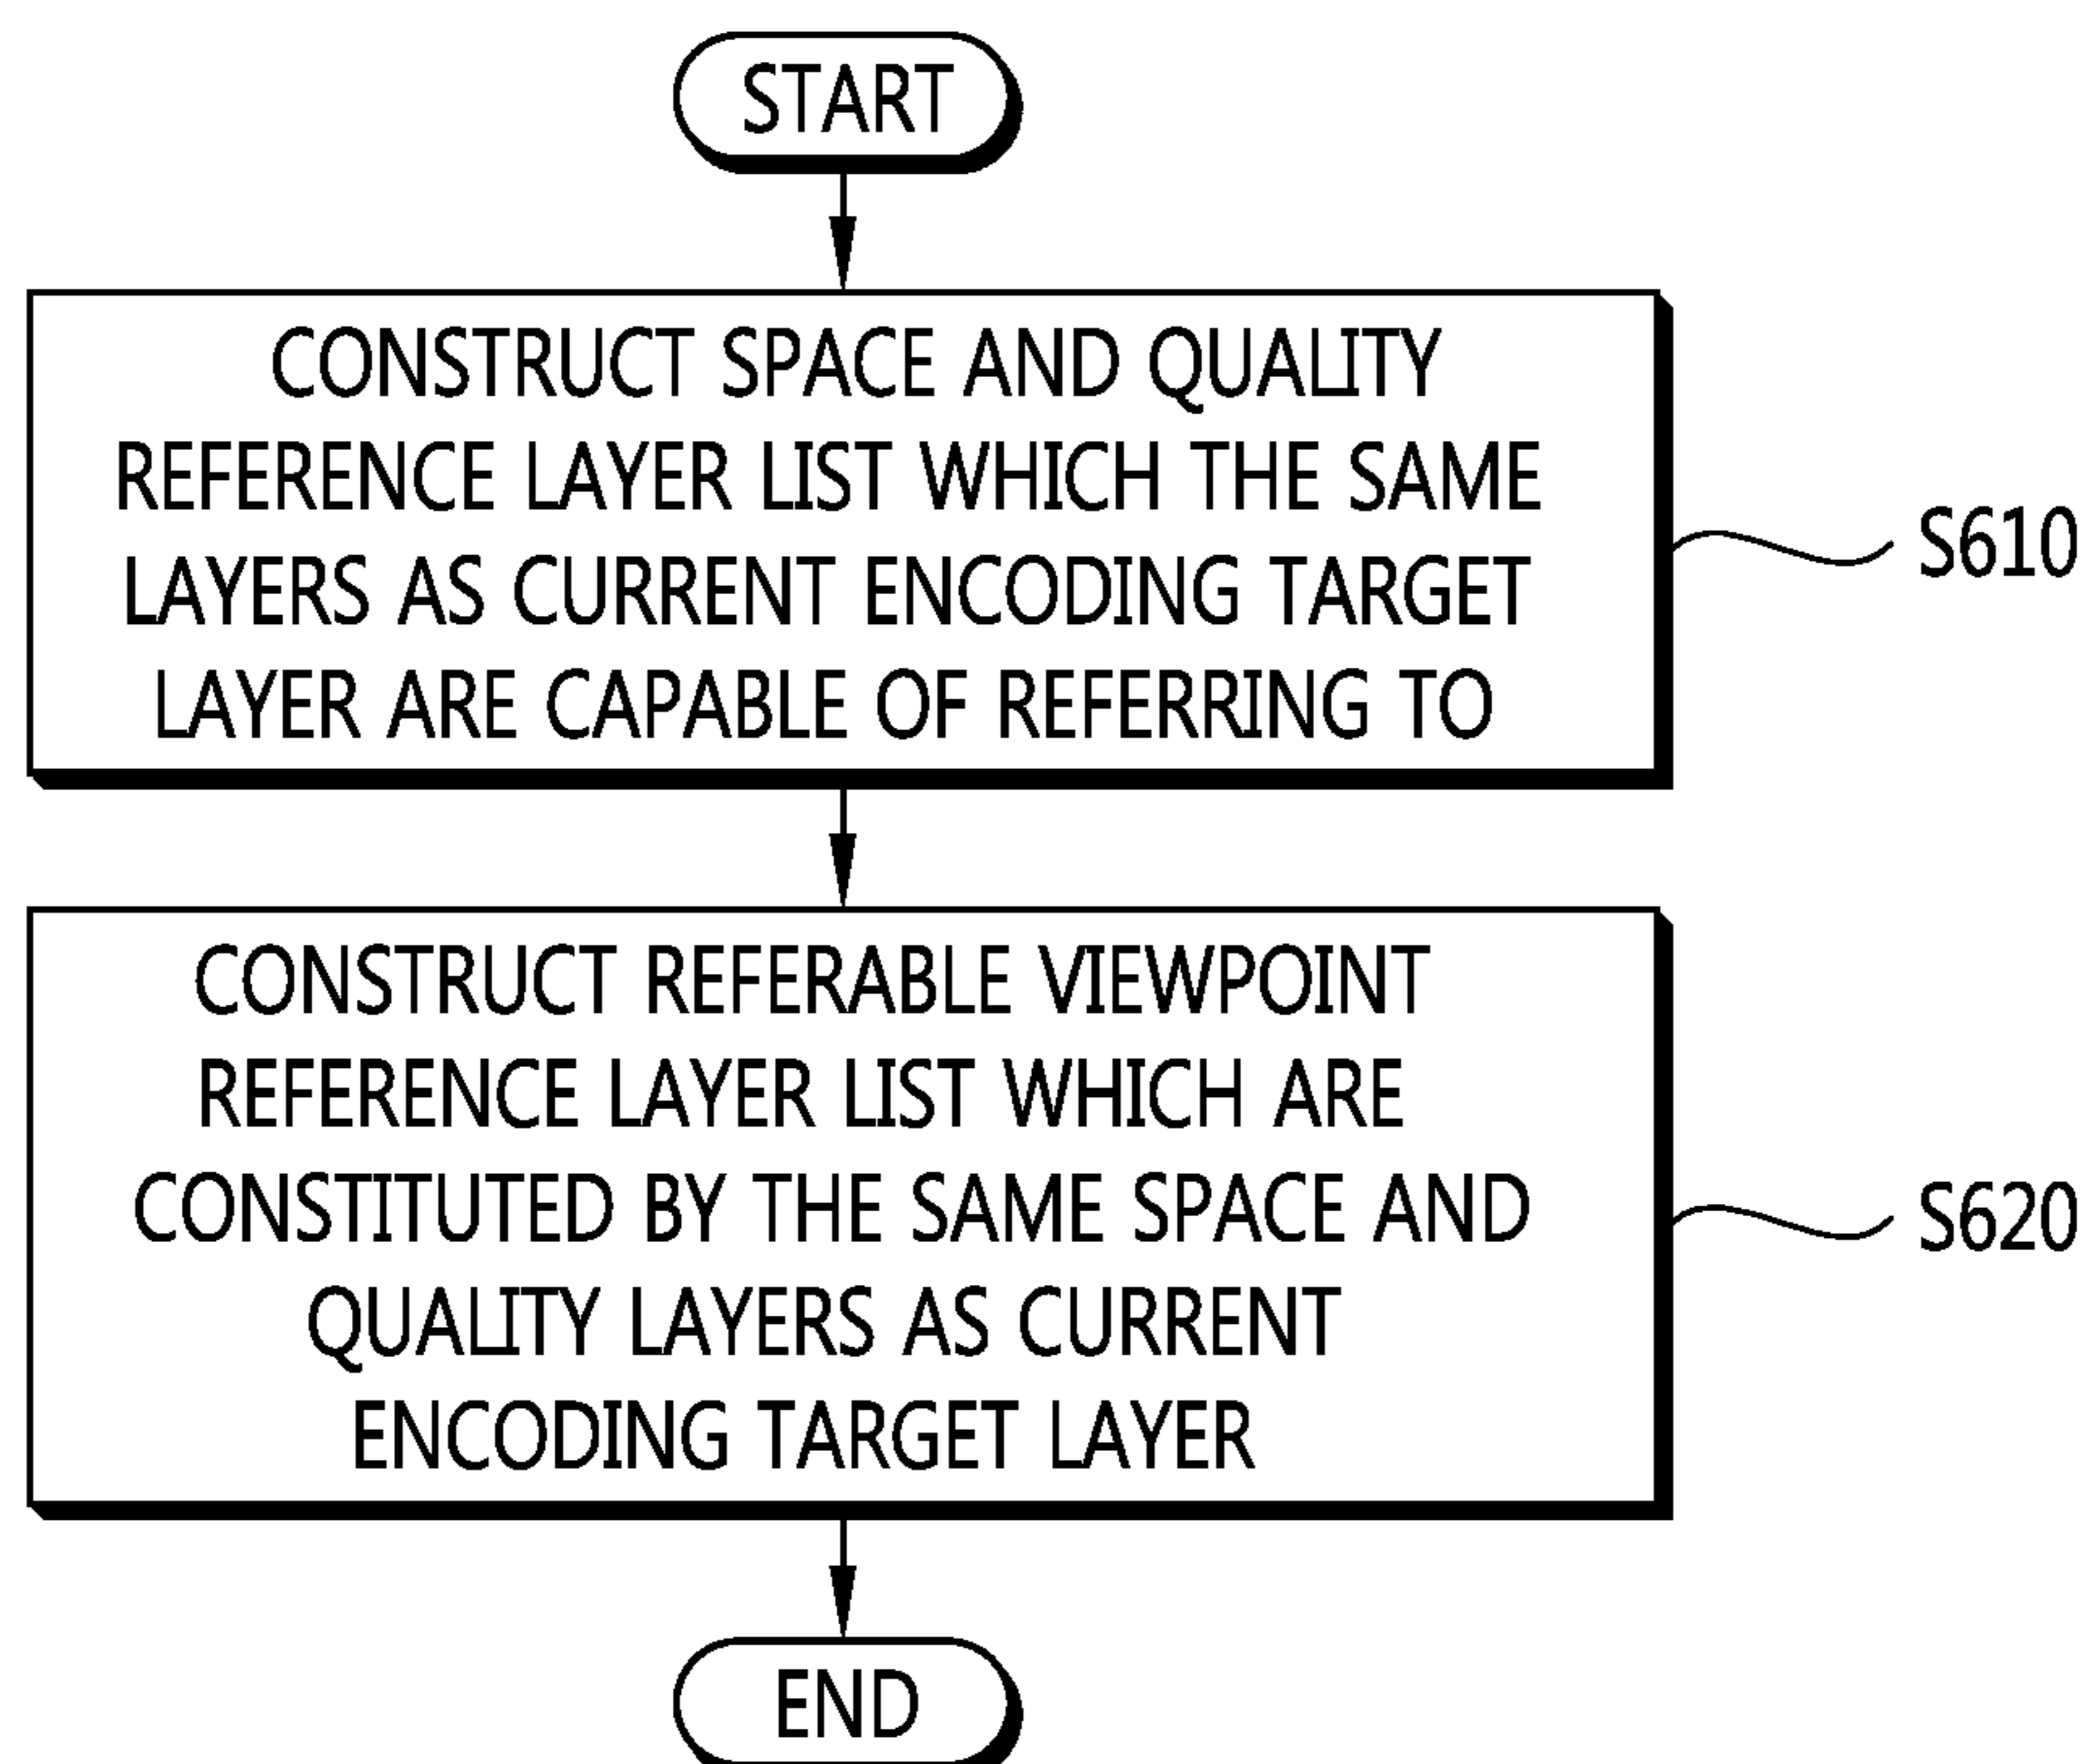 START
CONSTRUCT SPACE AND QUALITY
REFERENCE LAYER LIST WHICH THE SAME
LAYERS AS CURRENT ENCODING TARGET
LAYER ARE CAPABLE OF REFERRING TO
S610
CONSTRUCT REFERABLE VIEWPOINT
REFERENCE LAYER LIST WHICH ARE
CONSTITUTED BY THE SAME SPACE AND
QUALITY LAYERS AS CURRENT
ENCODING TARGET LAYER
S620
END